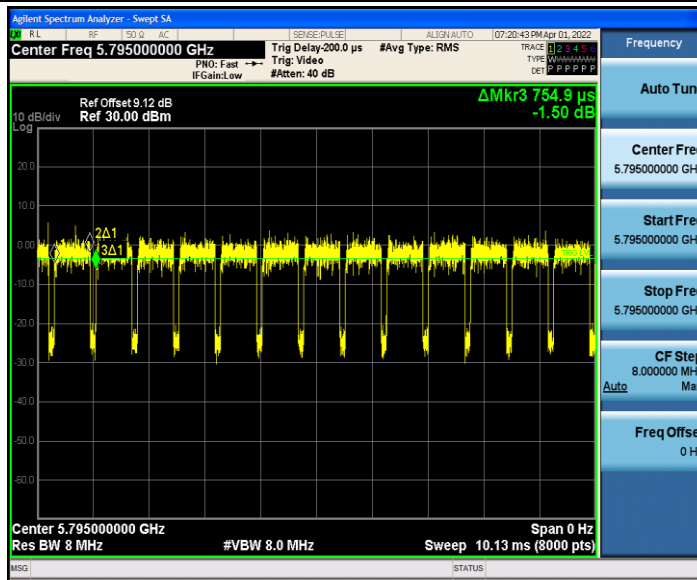 Agilent Spectrum Analyzer - Swept SA
RL RF 50 Ω AC SENSE:PULSE ALIGN AUTO 07:20:43 PM Apr 01, 2022
Center Freq 5.795000000 GHz
PNO: Fast
IFGain:Low
Trig Delay-200.0 µs
Trig: Video
#Atten: 40 dB
#Avg Type: RMS
TRACE 1 2 3 4 5 6
TYPE W
DET P P P P P P
Frequency
Auto Tun
ΔMkr3 754.9 µs
-1.50 dB
Ref Offset 9.12 dB
10 dB/div Ref 30.00 dBm
Log
20.0
10.0
0.00
-10.0
-20.0
-30.0
-40.0
-50.0
-60.0
2Δ1
3Δ1
Center Fre
5.795000000 GH
Start Fre
5.795000000 GH
Stop Fre
5.795000000 GH
CF Ste
8.000000 MH
Auto Ma
Freq Offse
0 H
Center 5.795000000 GHz Span 0 Hz
Res BW 8 MHz #VBW 8.0 MHz Sweep 10.13 ms (8000 pts)
MSG STATUS